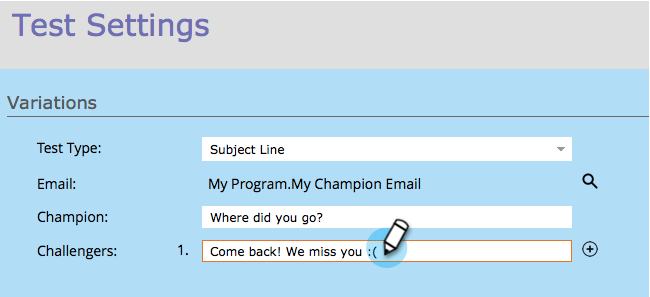 Test Settings
Variations
Test Type: Subject Line
Email: My Program.My Champion Email
Champion: Where did you go?
Challengers: 1. Come back! We miss you :(